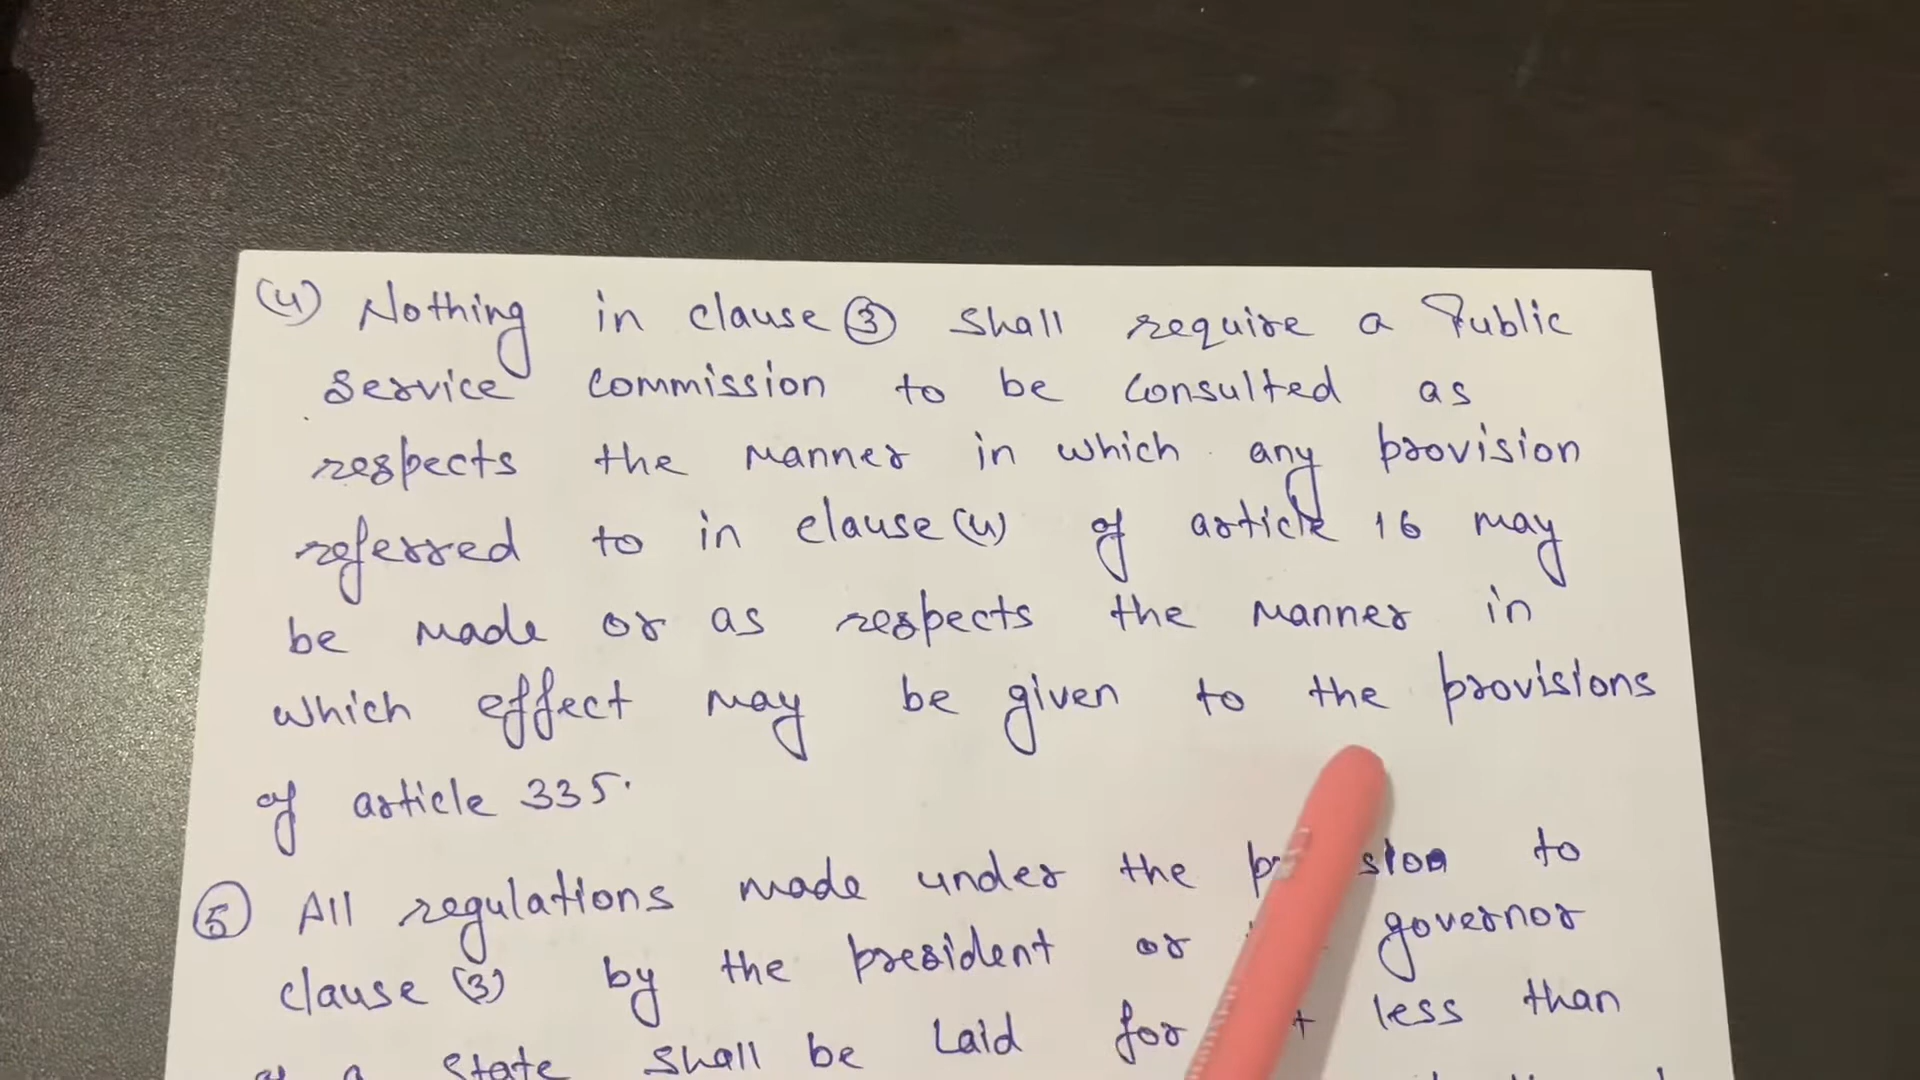 (4) Nothing in clause (3) shall require a Public
Service Commission to be consulted as
respects the manner in which any provision
referred to in clause (4) of article 16 may
be made or as respects the manner in
which effect may be given to the provisions
of article 335.
(5) All regulations made under the to
clause (3) by the president or governor
of a state shall be laid for less than